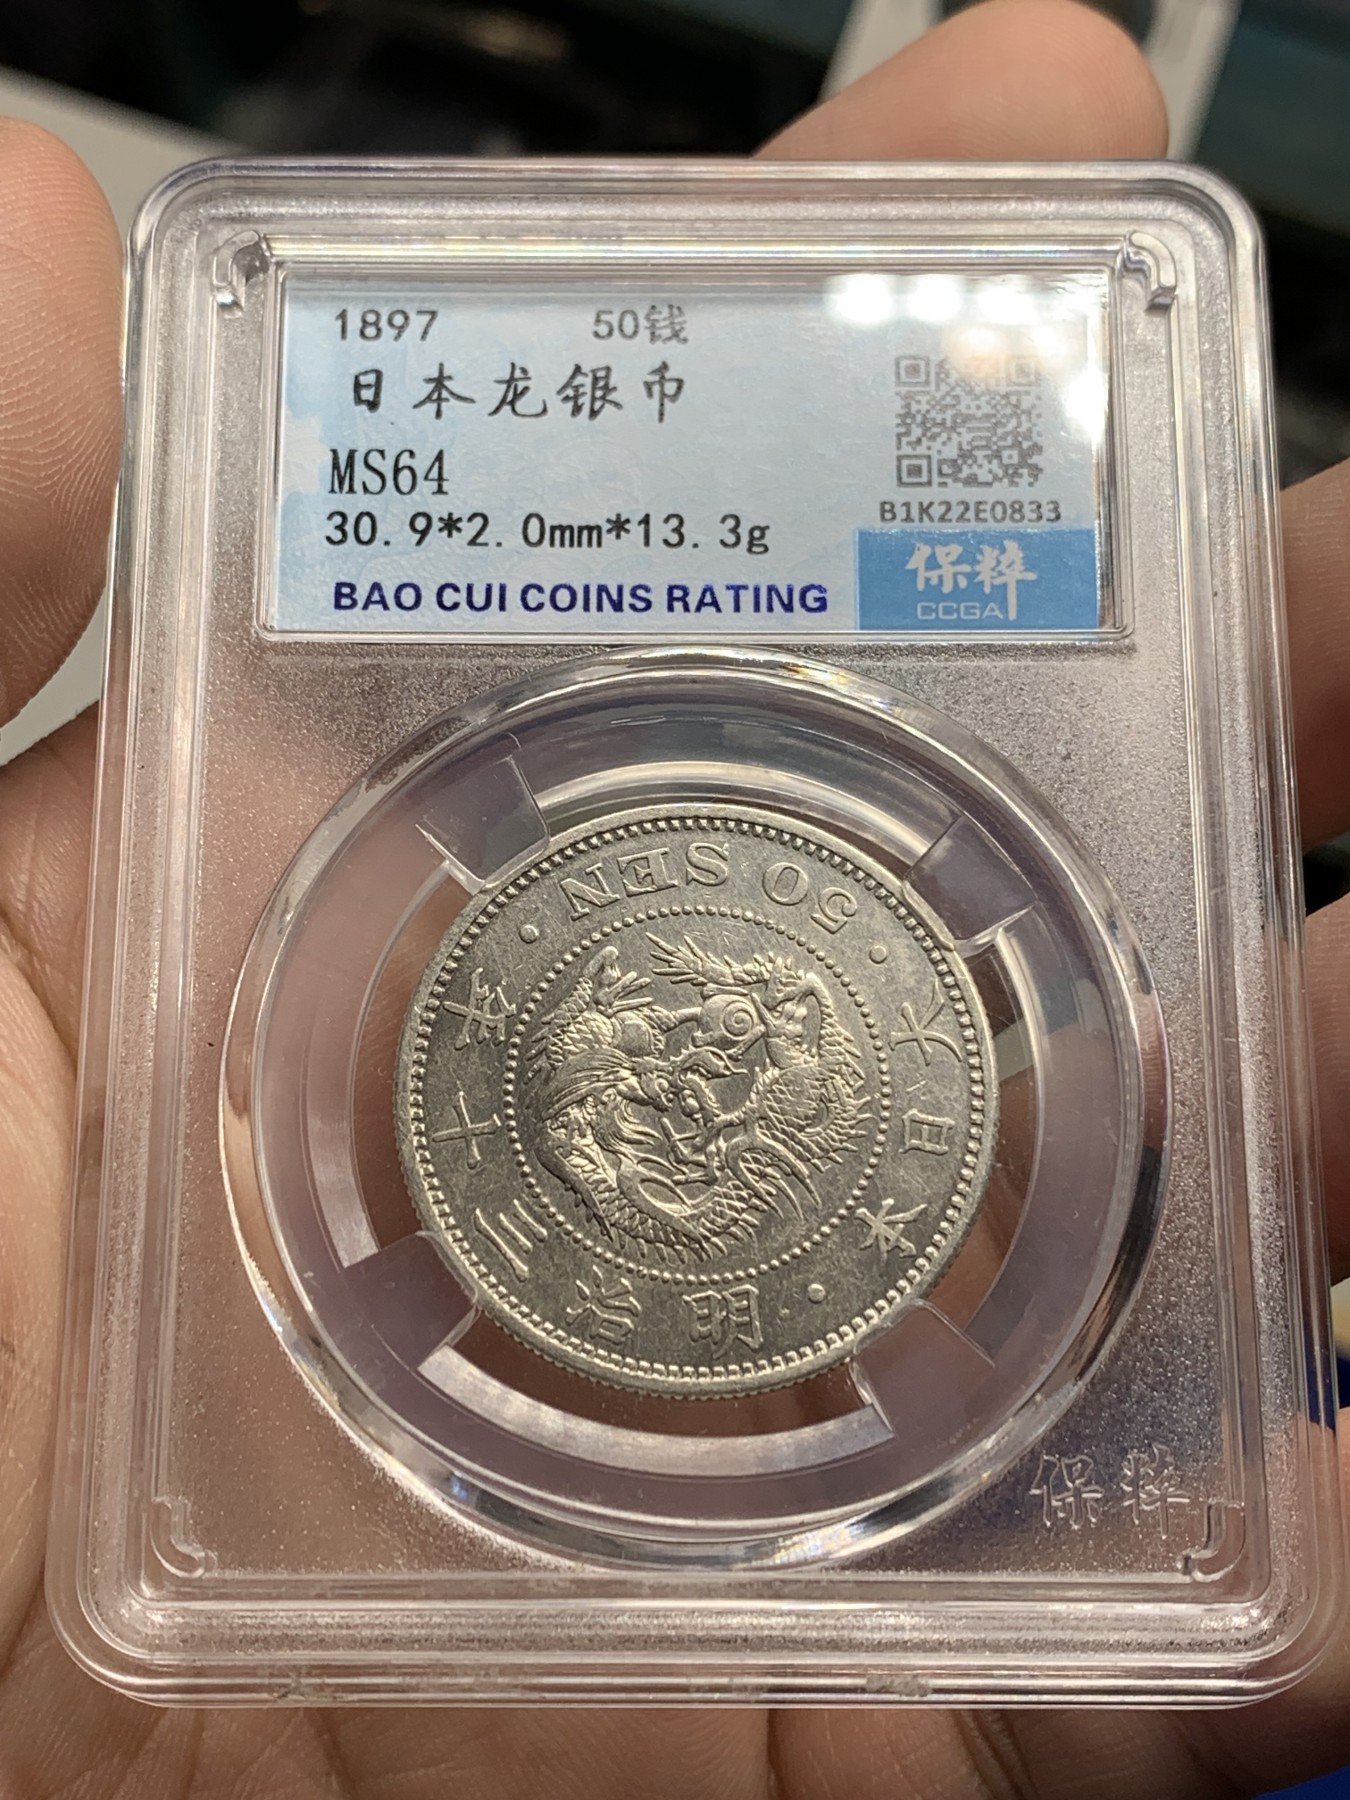 1897 50钱
日本龙银币
MS64
30.9*2.0mm*13.3g
BAO CUI COINS RATING
B1K22E0833
保粹
CCGA
50 SEN
大日本
明治三十年
保粹